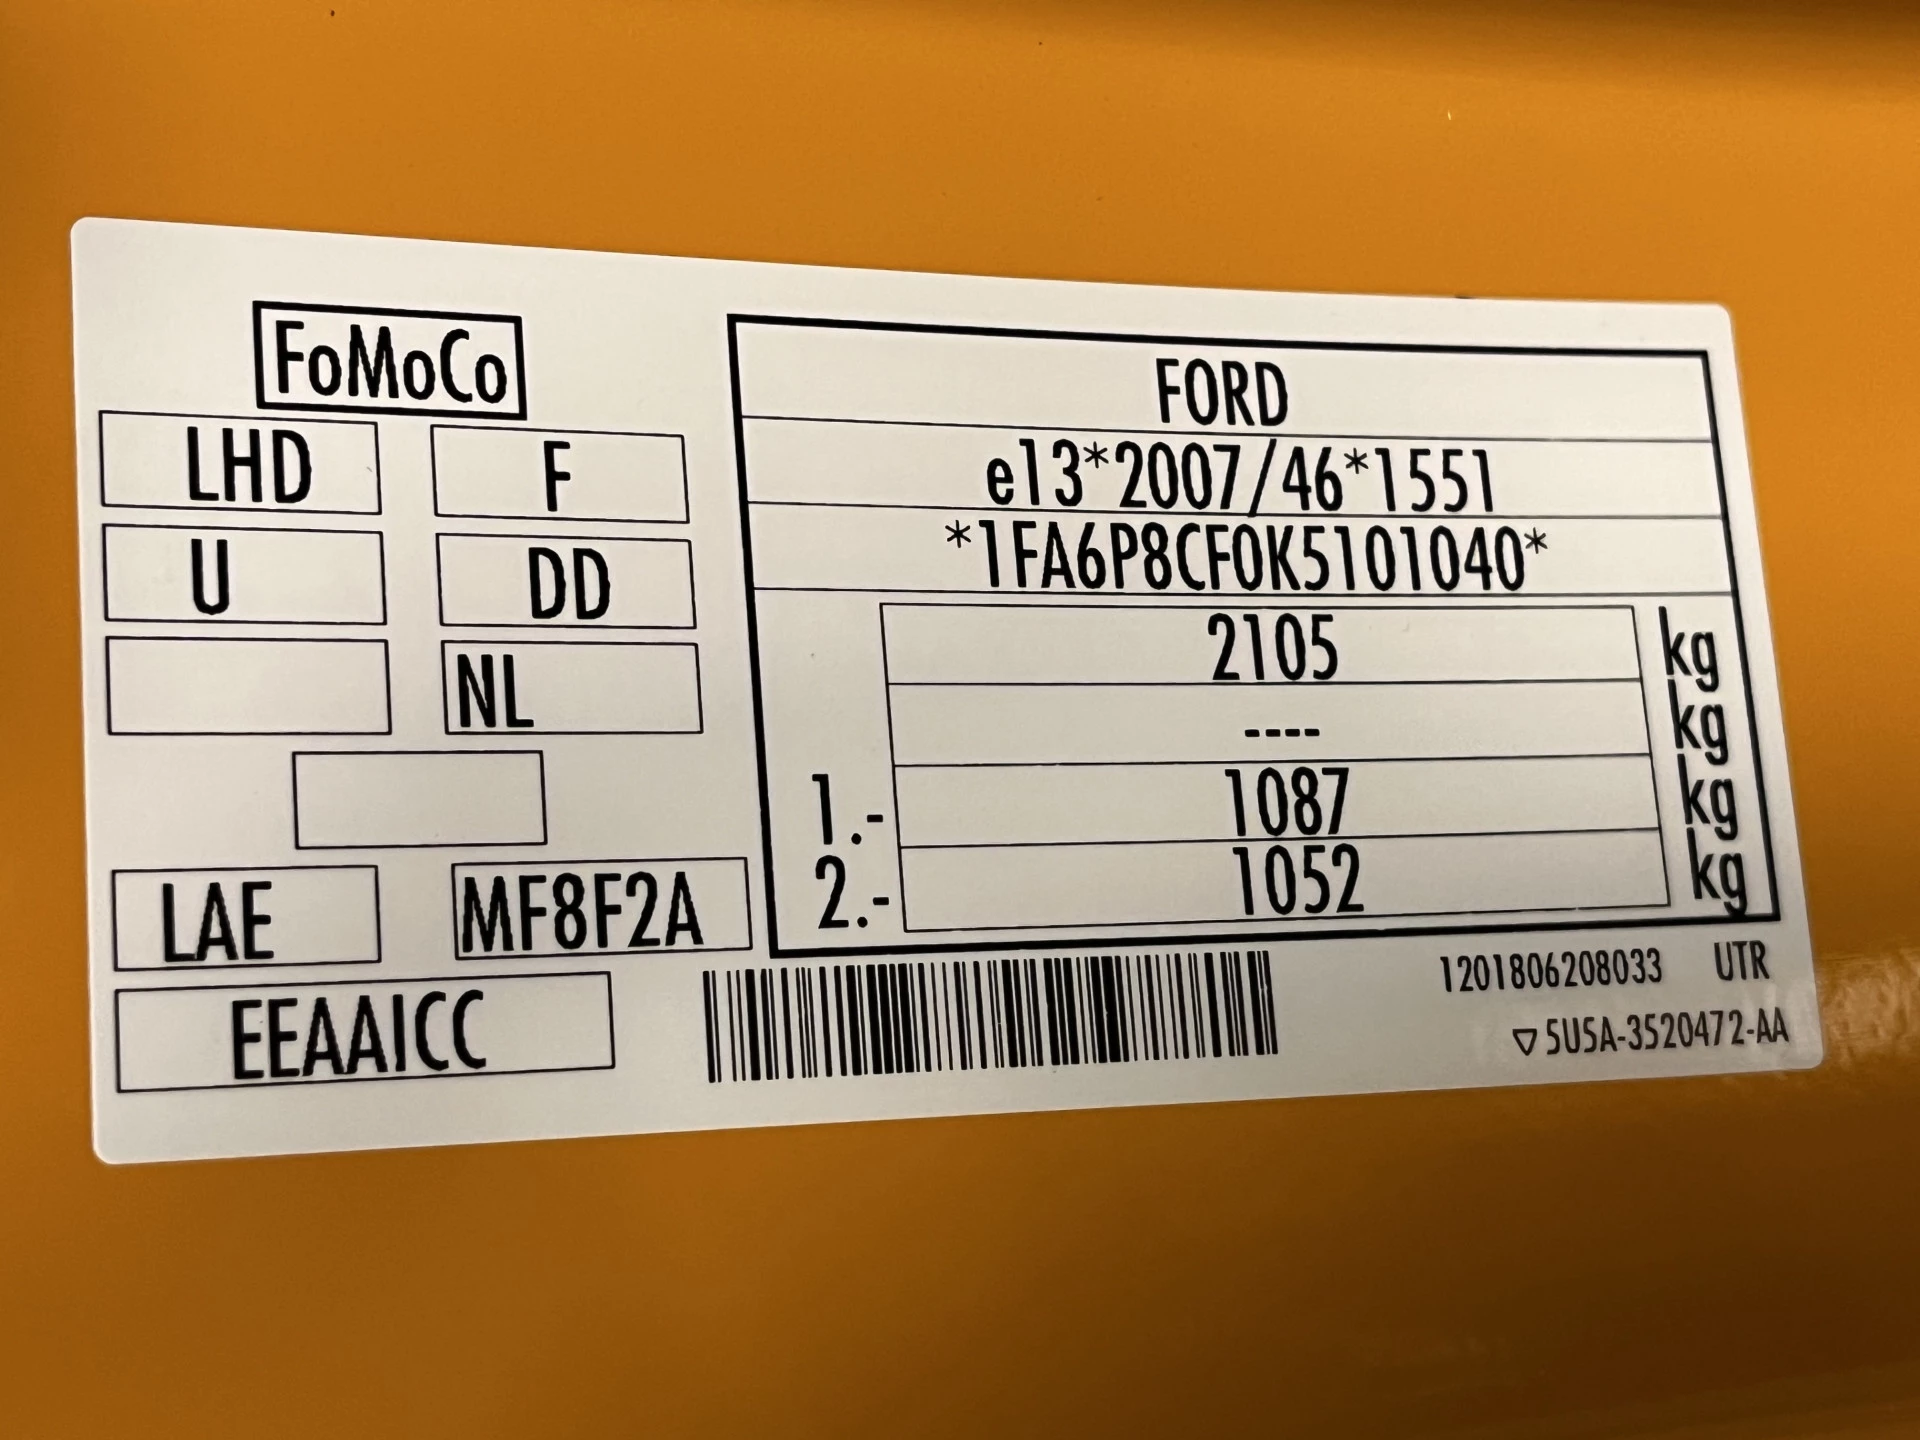 FoMoCo
LHD F
U DD
NL
LAE MF8F2A
EEAAICC
FORD
e13*2007/46*1551
*1FA6P8CF0K5101040*
2105 kg
---- kg
1.- 1087 kg
2.- 1052 kg
1201806208033 UTR
▽5U5A-3520472-AA